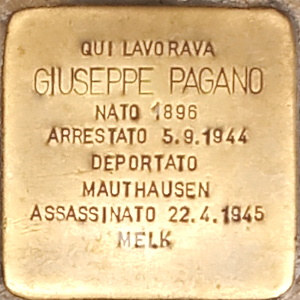 QUI LAVORAVA
GIUSEPPE PAGANO
NATO 1896
ARRESTATO 5.9.1944
DEPORTATO
MAUTHAUSEN
ASSASSINATO 22.4.1945
MELK